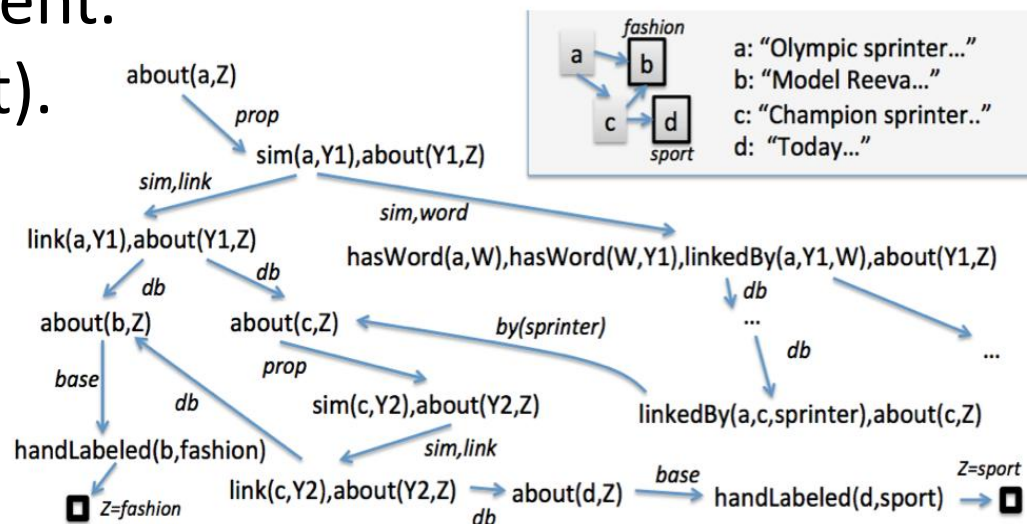 ent.
t).
fashion
a
b
c
d
sport
a: “Olympic sprinter...”
b: “Model Reeva...”
c: “Champion sprinter..”
d: “Today...”
about(a,Z)
prop
sim(a,Y1),about(Y1,Z)
sim,link
sim,word
link(a,Y1),about(Y1,Z)
hasWord(a,W),hasWord(W,Y1),linkedBy(a,Y1,W),about(Y1,Z)
db
db
db
about(b,Z)
about(c,Z)
by(sprinter)
...
...
base
prop
db
db
sim(c,Y2),about(Y2,Z)
linkedBy(a,c,sprinter),about(c,Z)
handLabeled(b,fashion)
sim,link
link(c,Y2),about(Y2,Z)
db
about(d,Z)
base
handLabeled(d,sport)
Z=sport
Z=fashion